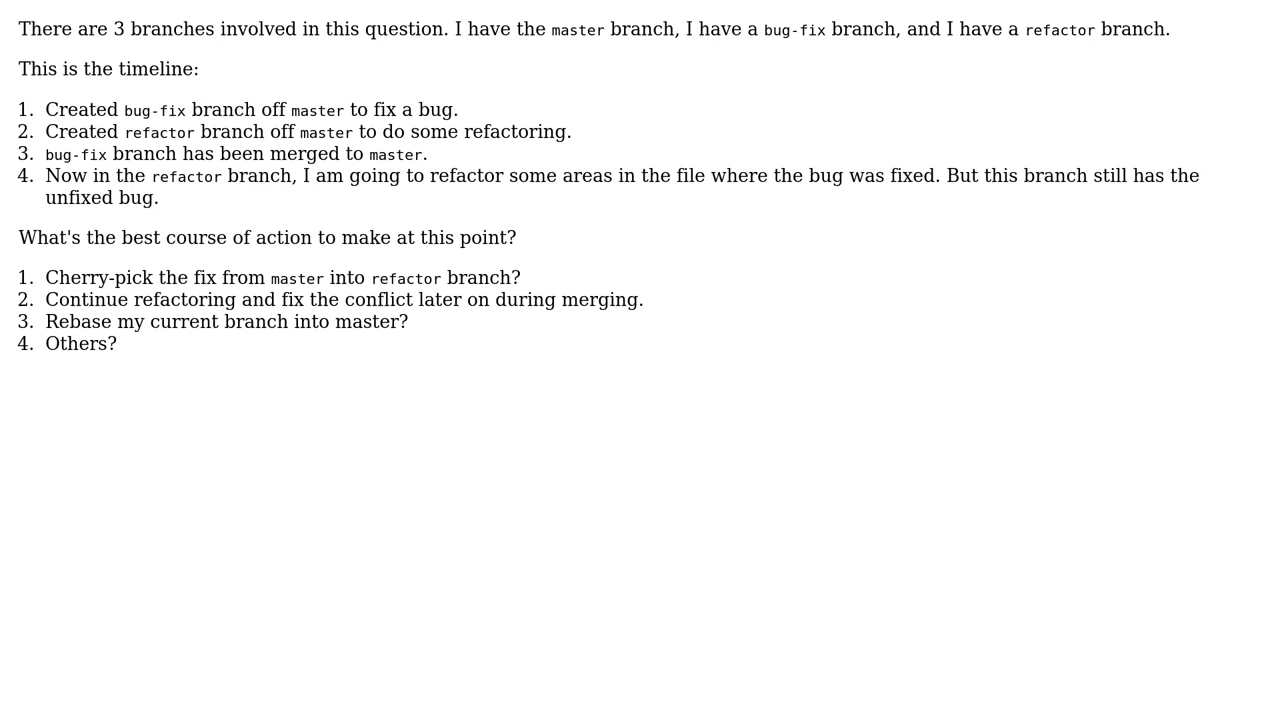 There are 3 branches involved in this question. I have the master branch, I have a bug-fix branch, and I have a refactor branch.
This is the timeline:
1. Created bug-fix branch off master to fix a bug.
2. Created refactor branch off master to do some refactoring.
3. bug-fix branch has been merged to master.
4. Now in the refactor branch, I am going to refactor some areas in the file where the bug was fixed. But this branch still has the
unfixed bug.
What's the best course of action to make at this point?
1. Cherry-pick the fix from master into refactor branch?
2. Continue refactoring and fix the conflict later on during merging.
3. Rebase my current branch into master?
4. Others?